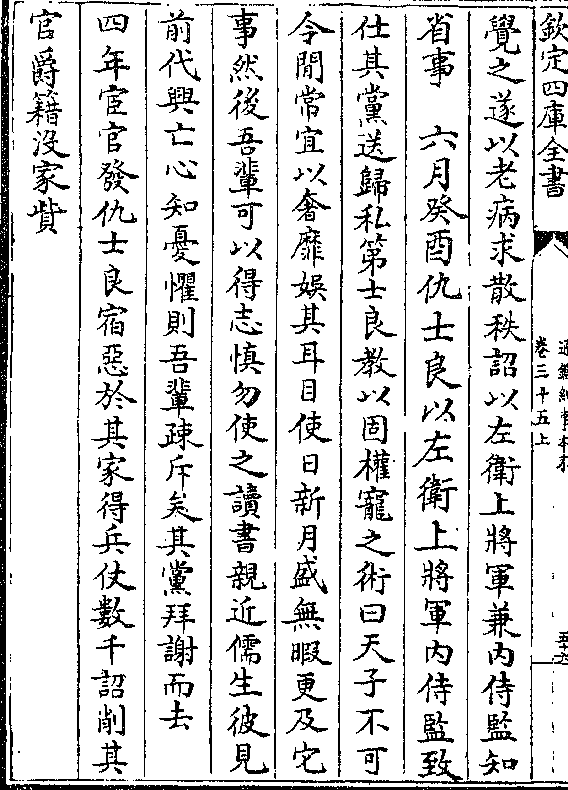 欽定四庫全書
卷三十五上
覺之遂以老病求散秩詔以左衛上將軍兼內侍監知
省事　六月癸酉仇士良以左衛上將軍內侍監致
仕其黨送歸私第士良教以固權寵之術曰天子不可
令閒常宜以奢靡娛其耳目使日新月盛無暇更及它
事然後吾輩可以得志慎勿使之讀書親近儒生彼見
前代興亡心知憂懼則吾輩疎斥矣其黨拜謝而去
四年宦官發仇士良宿惡於其家得兵仗數千詔削其
官爵籍沒家貲